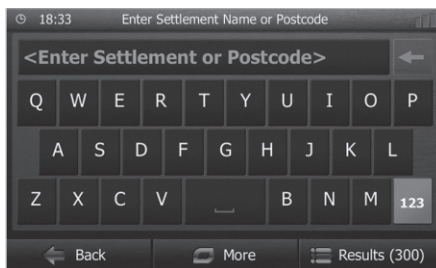 18:33 Enter Settlement Name or Postcode
<Enter Settlement or Postcode>
Q W E R T Y U I O P
A S D F G H J K L
Z X C V B N M 123
Back More Results (300)